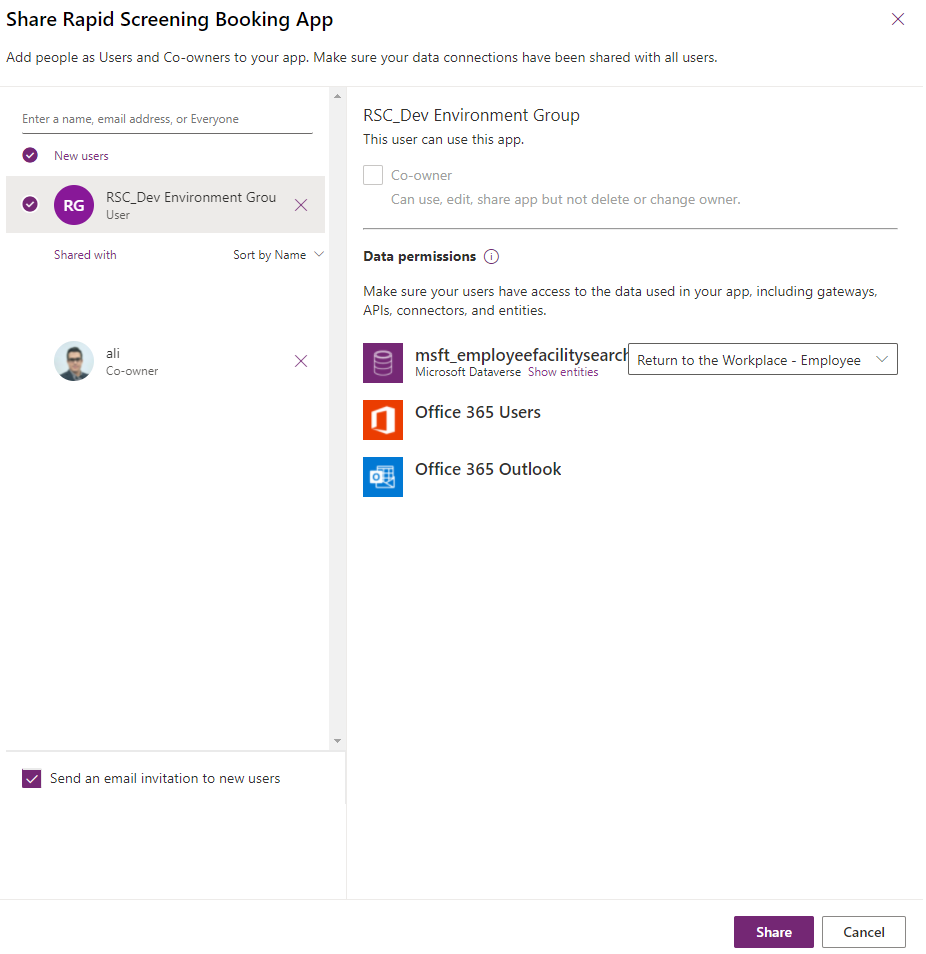 Share Rapid Screening Booking App
Add people as Users and Co-owners to your app. Make sure your data connections have been shared with all users.
Enter a name, email address, or Everyone
New users
RG
RSC_Dev Environment Grou
User
Shared with
Sort by Name
ali
Co-owner
Send an email invitation to new users
RSC_Dev Environment Group
This user can use this app.
Co-owner
Can use, edit, share app but not delete or change owner.
Data permissions
Make sure your users have access to the data used in your app, including gateways,
APIs, connectors, and entities.
msft_employeefacilitysearch
Microsoft Dataverse Show entities
Return to the Workplace - Employee
Office 365 Users
Office 365 Outlook
Share
Cancel